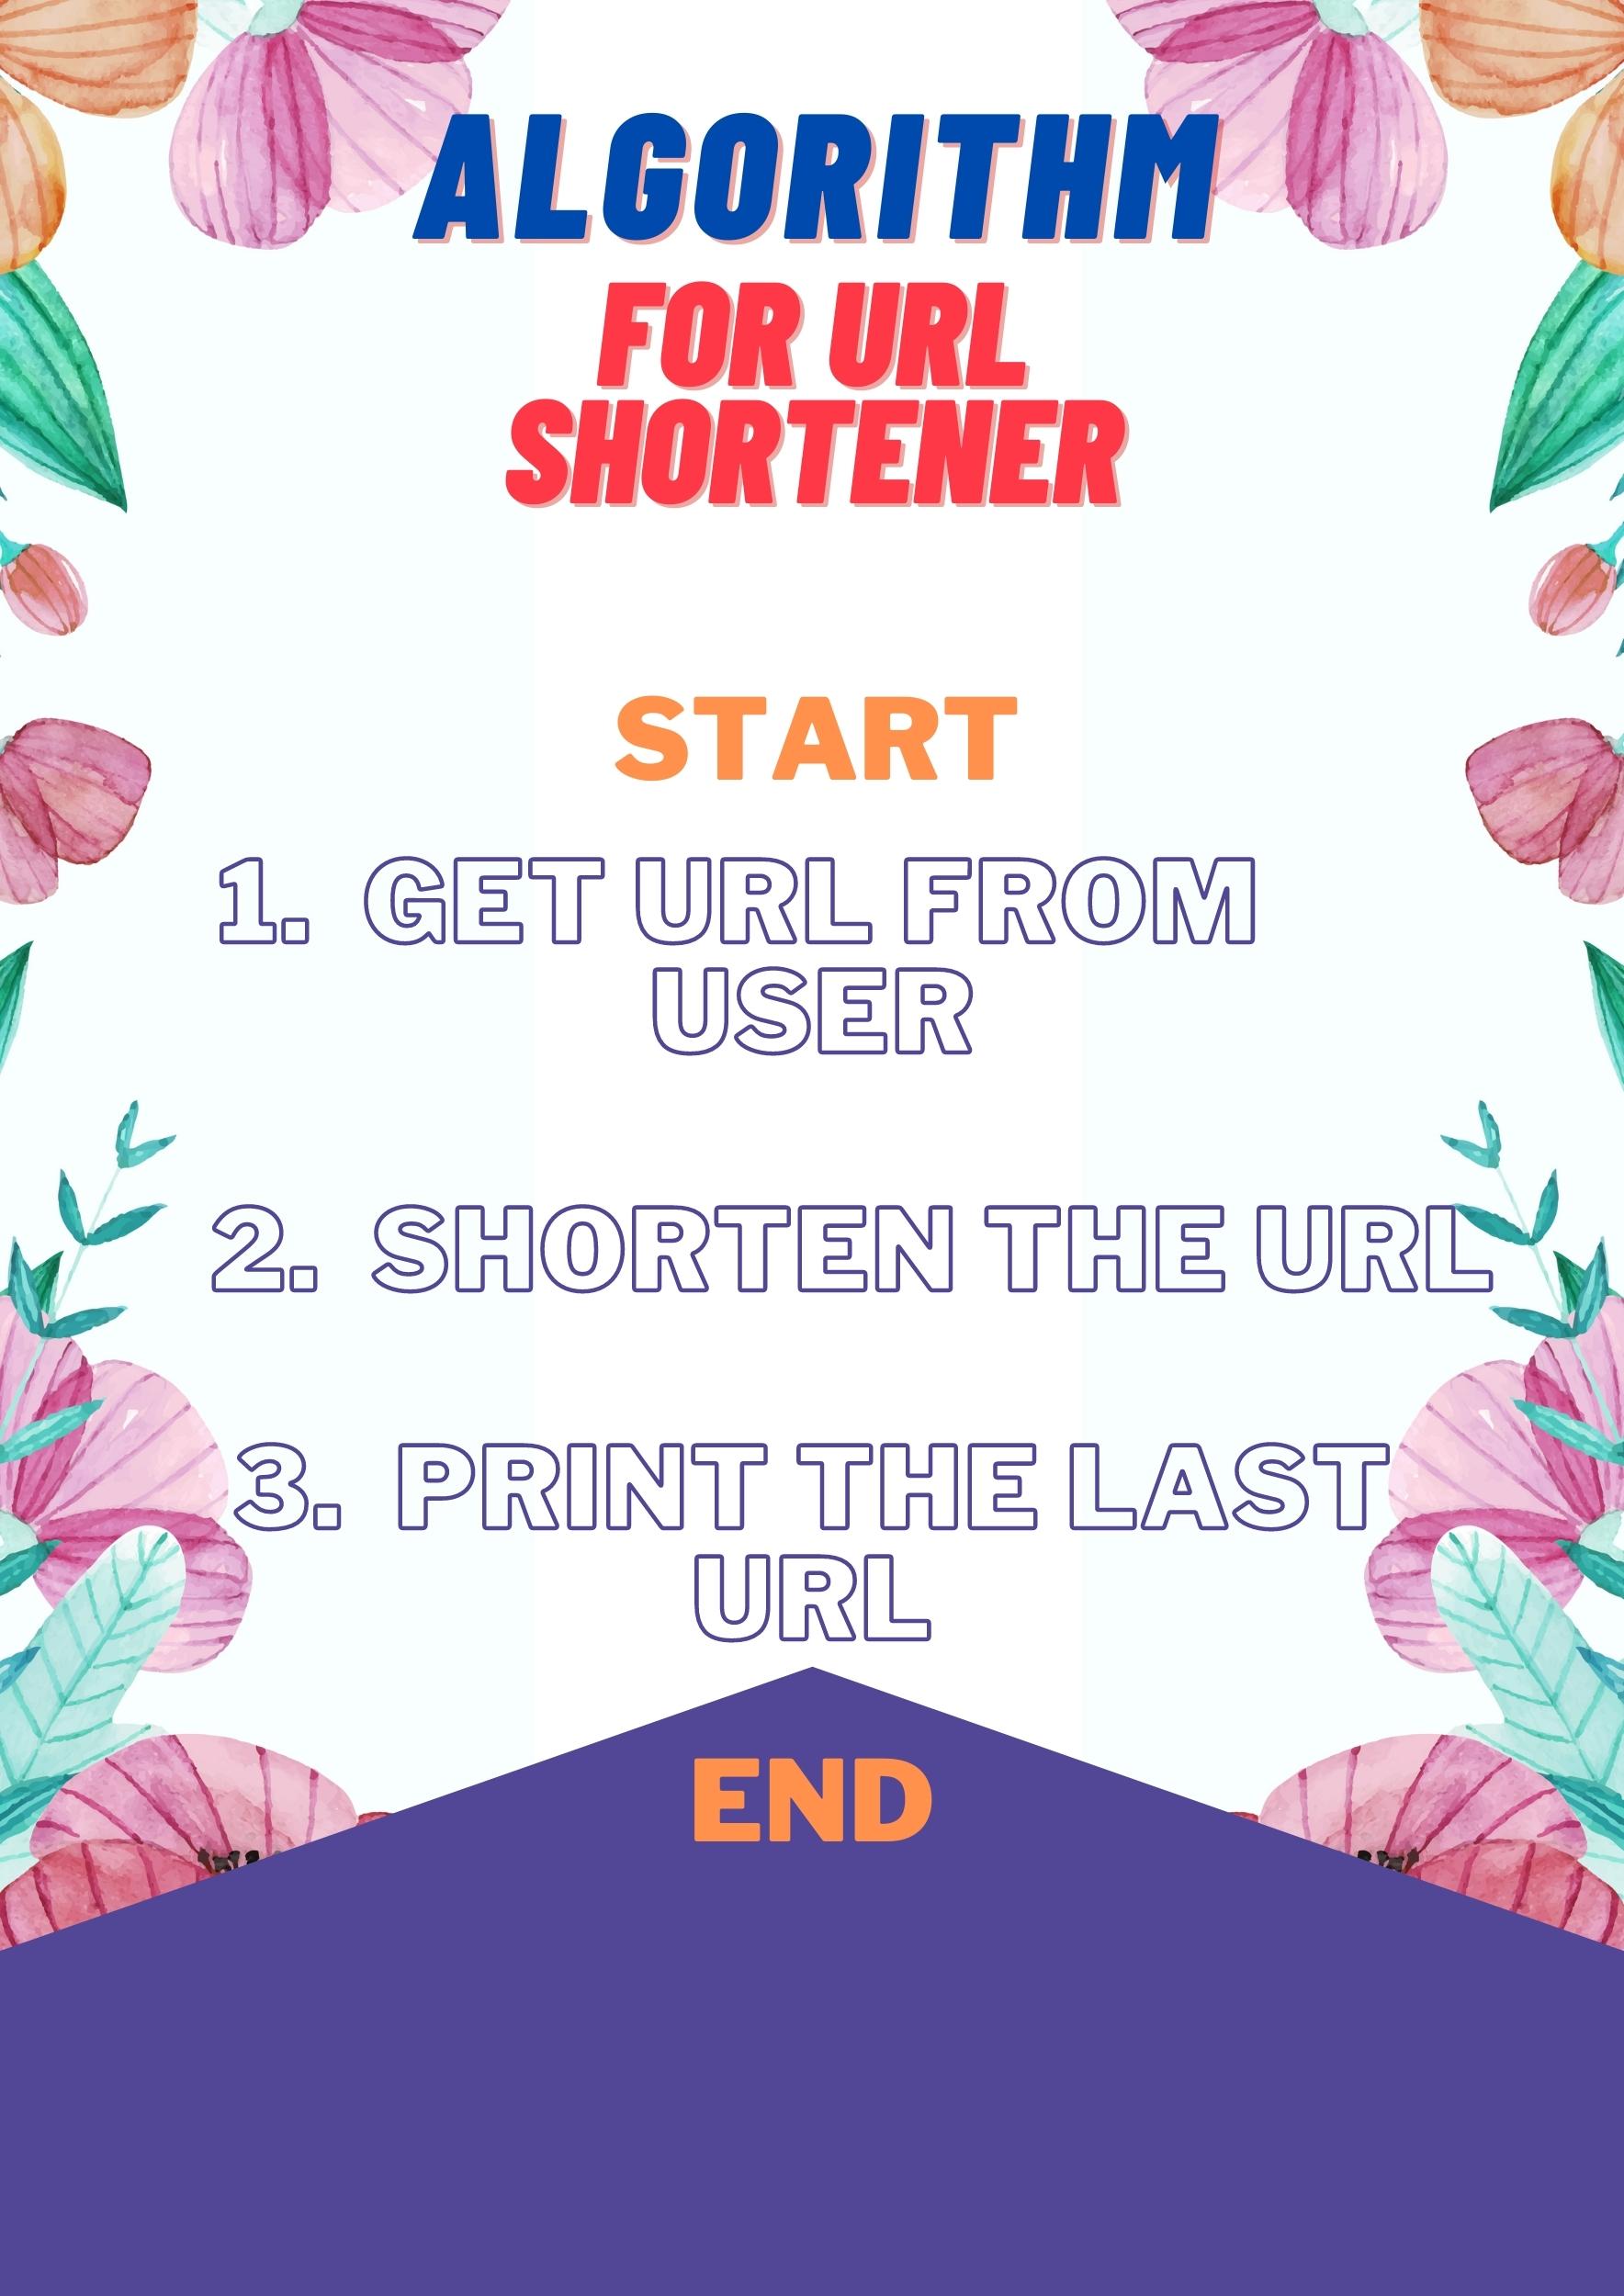 ALGORITHM
FOR URL
SHORTENER
START
1. GET URL FROM
USER
2. SHORTEN THE URL
3. PRINT THE LAST
URL
END